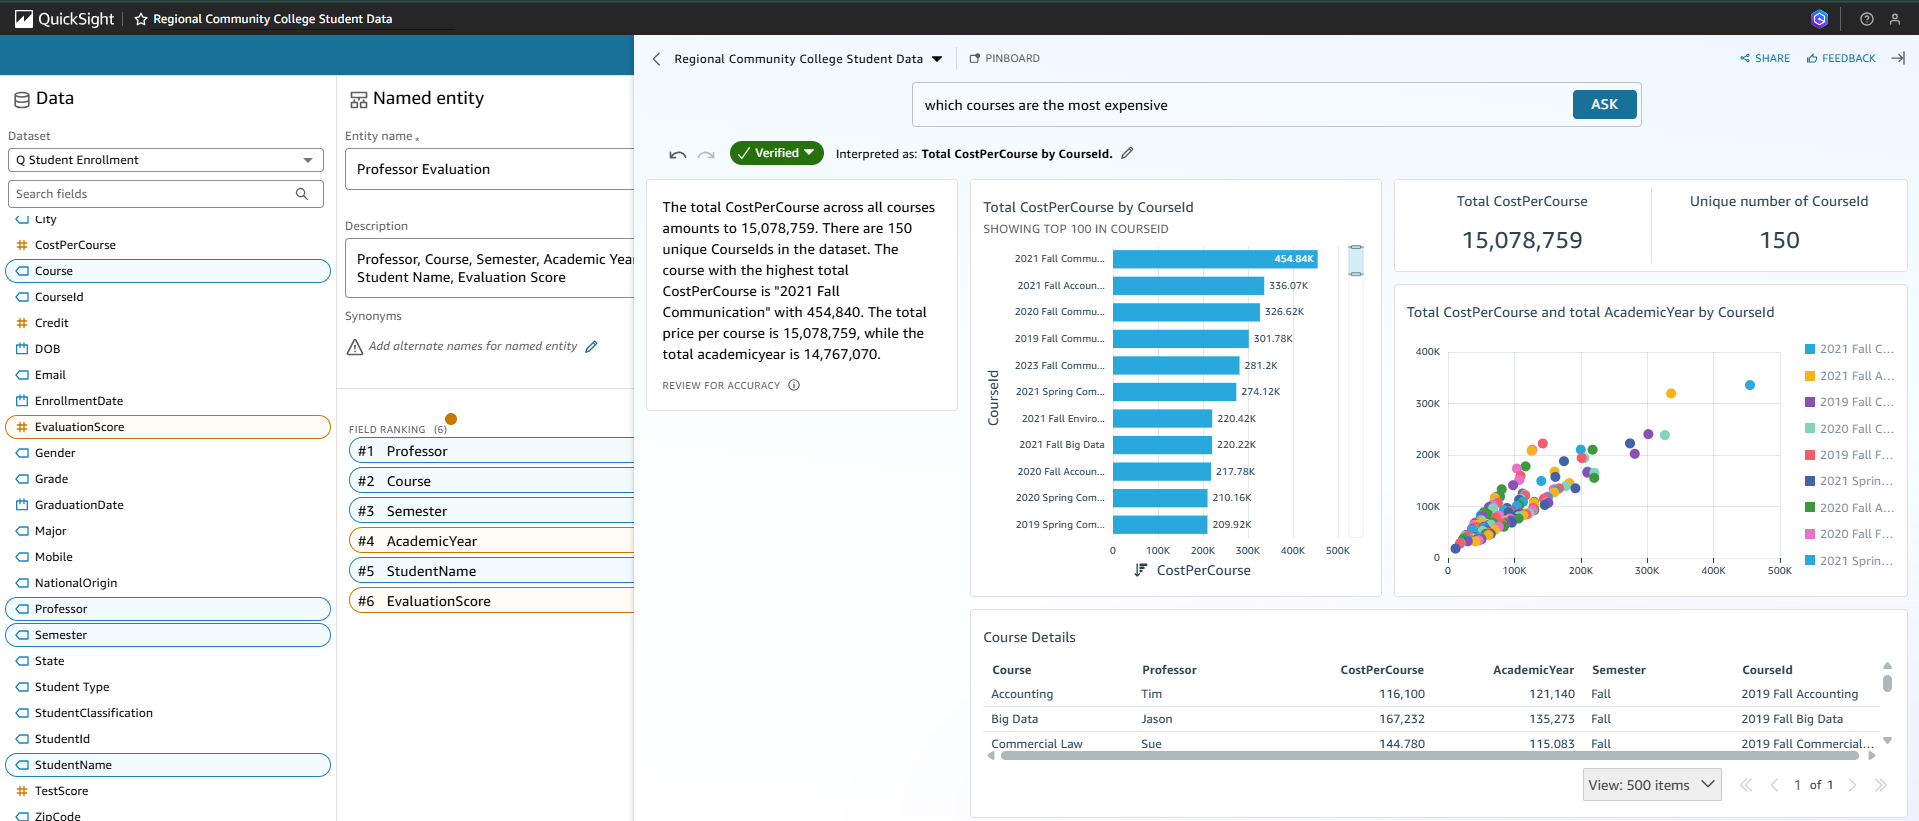 QuickSight
Regional Community College Student Data
Regional Community College Student Data
PINBOARD
SHARE
FEEDBACK
which courses are the most expensive
ASK
Verified
Interpreted as: Total CostPerCourse by CourseId.
Data
Dataset
Q Student Enrollment
Search fields
City
CostPerCourse
Course
CourseId
Credit
DOB
Email
EnrollmentDate
EvaluationScore
Gender
Grade
GraduationDate
Major
Mobile
NationalOrigin
Professor
Semester
State
Student Type
StudentClassification
StudentId
StudentName
TestScore
ZipCode
Named entity
Entity name *
Professor Evaluation
Description
Professor, Course, Semester, Academic Year
Student Name, Evaluation Score
Synonyms
Add alternate names for named entity
FIELD RANKING (6)
#1 Professor
#2 Course
#3 Semester
#4 AcademicYear
#5 StudentName
#6 EvaluationScore
The total CostPerCourse across all courses
amounts to 15,078,759. There are 150
unique CourseIds in the dataset. The
course with the highest total
CostPerCourse is "2021 Fall
Communication" with 454,840. The total
price per course is 15,078,759, while the
total academicyear is 14,767,070.
REVIEW FOR ACCURACY
Total CostPerCourse by CourseId
SHOWING TOP 100 IN COURSEID
CourseId
2021 Fall Commu... 454.84K
2021 Fall Accoun... 336.07K
2020 Fall Commu... 326.62K
2019 Fall Commu... 301.78K
2023 Fall Commu... 281.2K
2021 Spring Com... 274.12K
2021 Fall Enviro... 220.42K
2021 Fall Big Data 220.22K
2020 Fall Accoun... 217.78K
2020 Spring Com... 210.16K
2019 Spring Com... 209.92K
0 100K 200K 300K 400K 500K
CostPerCourse
Total CostPerCourse
15,078,759
Unique number of CourseId
150
Total CostPerCourse and total AcademicYear by CourseId
400K
300K
200K
100K
0
0 100K 200K 300K 400K 500K
2021 Fall C...
2021 Fall A...
2019 Fall C...
2020 Fall C...
2019 Fall F...
2021 Sprin...
2020 Fall A...
2020 Fall F...
2021 Sprin...
Course Details
Course Professor CostPerCourse AcademicYear Semester CourseId
Accounting Tim 116,100 121,140 Fall 2019 Fall Accounting
Big Data Jason 167,232 135,273 Fall 2019 Fall Big Data
Commercial Law Sue 144,780 115,083 Fall 2019 Fall Commercial...
View: 500 items
1 of 1